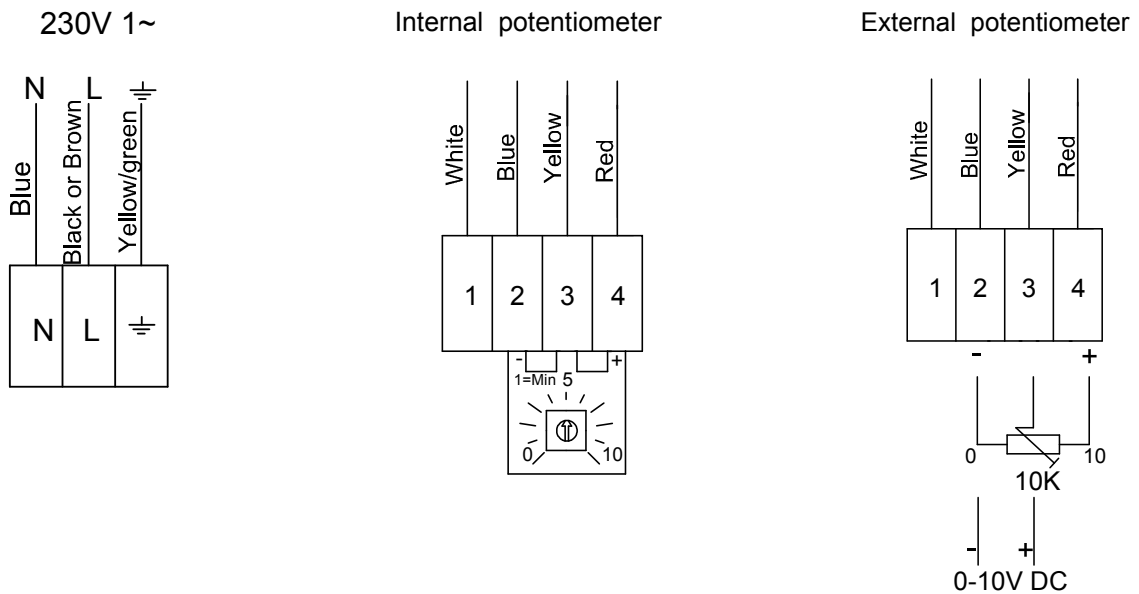 230V 1~
N L
Blue
Black or Brown
Yellow/green
N L
Internal potentiometer
White
Blue
Yellow
Red
1 2 3 4
- +
1=Min 5
0 10
External potentiometer
White
Blue
Yellow
Red
1 2 3 4
- +
0 10
10K
- +
0-10V DC